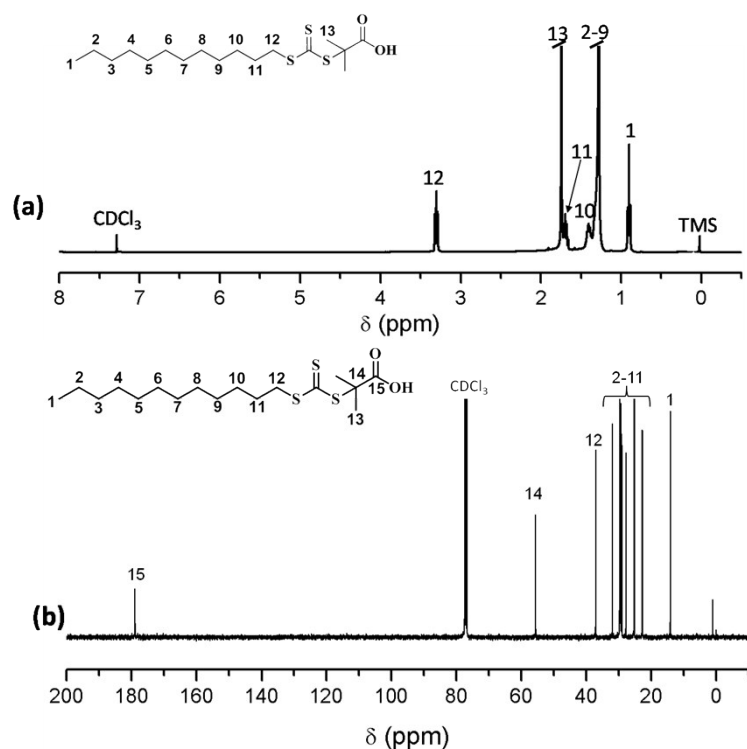 13
O
2 4 6 8 10 12 S OH
1 3 5 7 9 11 S S
13 2-9
1
11
12
10
(a)
CDCl₃
TMS
8 7 6 5 4 3 2 1 0
δ (ppm)
S O
2 4 6 8 10 12 14
1 15 OH
3 5 7 9 11 S S
13
CDCl₃
2-11
1
12
14
15
(b)
200 180 160 140 120 100 80 60 40 20 0
δ (ppm)